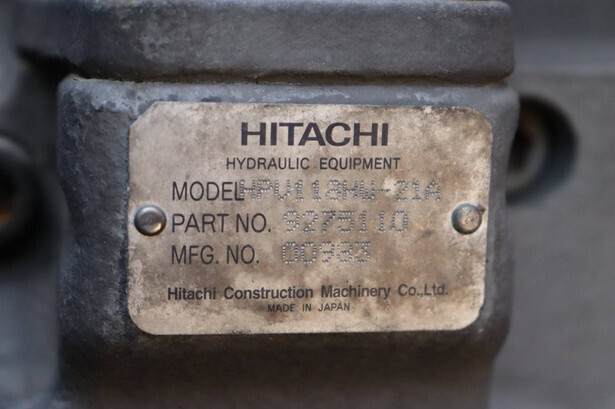 HITACHI
HYDRAULIC EQUIPMENT
MODEL HPV118HW-21A
PART NO. 9275110
MFG. NO. 00983
Hitachi Construction Machinery Co.,Ltd.
MADE IN JAPAN